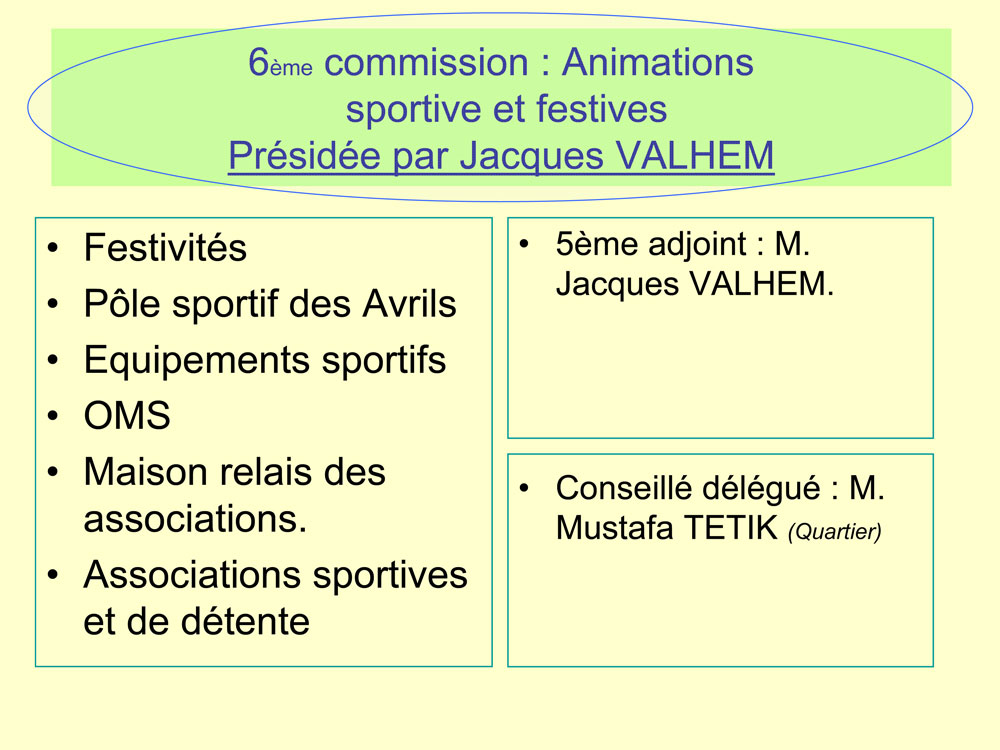 6ème commission : Animations
sportive et festives
Présidée par Jacques VALHEM
• Festivités
• Pôle sportif des Avrils
• Equipements sportifs
• OMS
• Maison relais des
associations.
• Associations sportives
et de détente
• 5ème adjoint : M.
Jacques VALHEM.
• Conseillé délégué : M.
Mustafa TETIK (Quartier)